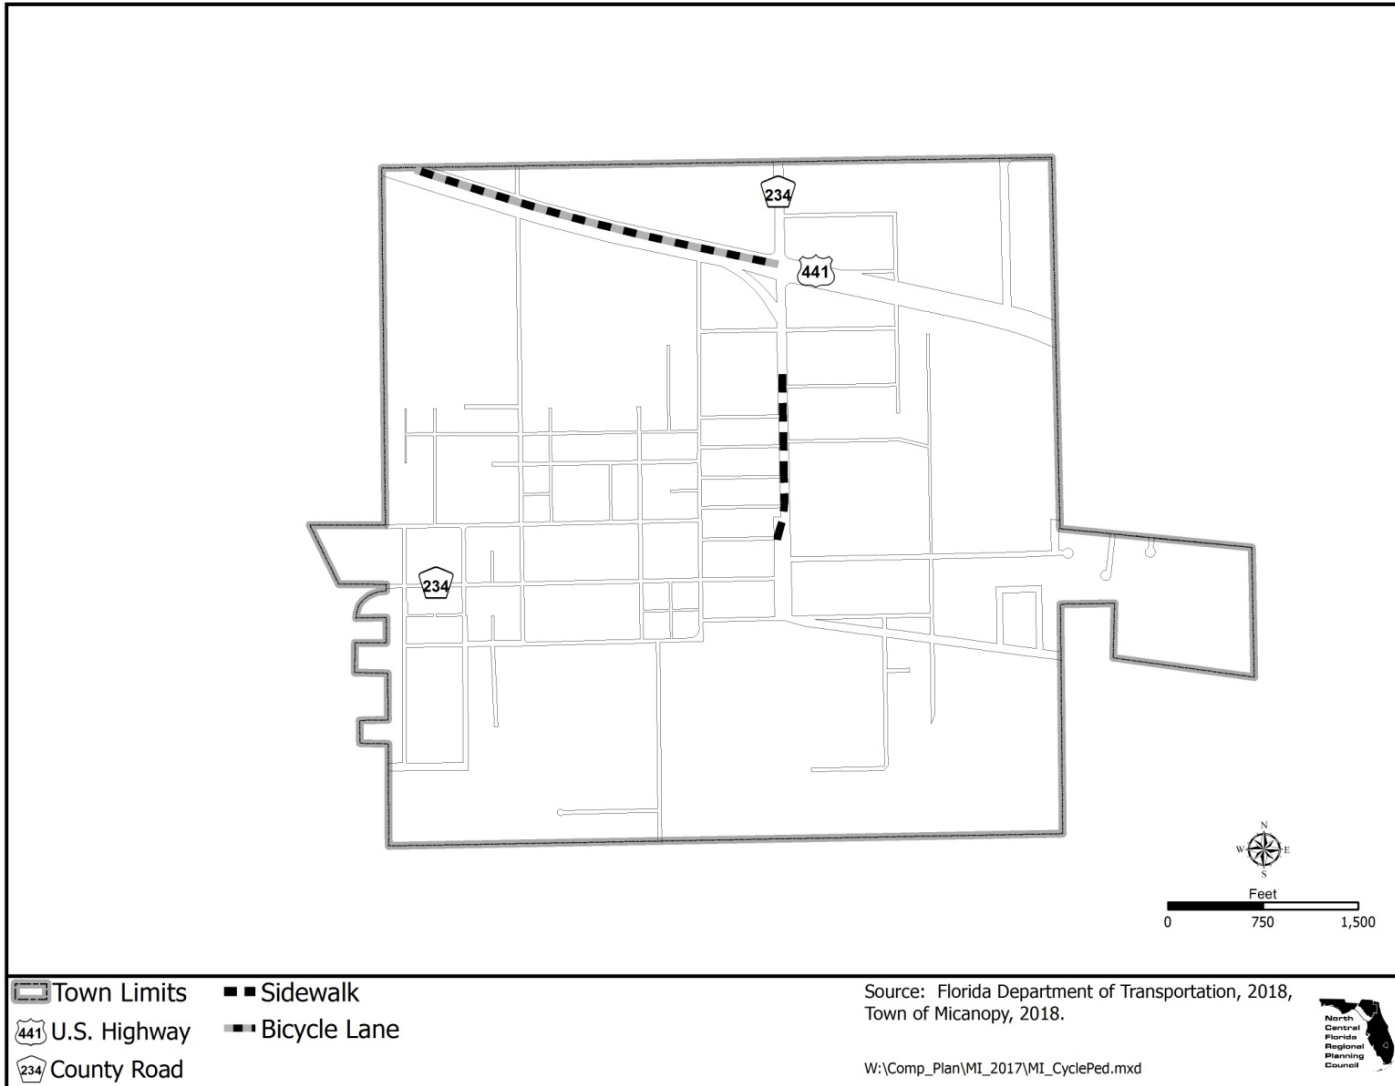 234
441
234
N
W E
S
Feet
0 750 1,500
Town Limits
Sidewalk
441 U.S. Highway
Bicycle Lane
234 County Road
Source: Florida Department of Transportation, 2018,
Town of Micanopy, 2018.
W:\Comp_Plan\MI_2017\MI_CyclePed.mxd
North
Central
Florida
Regional
Planning
Council